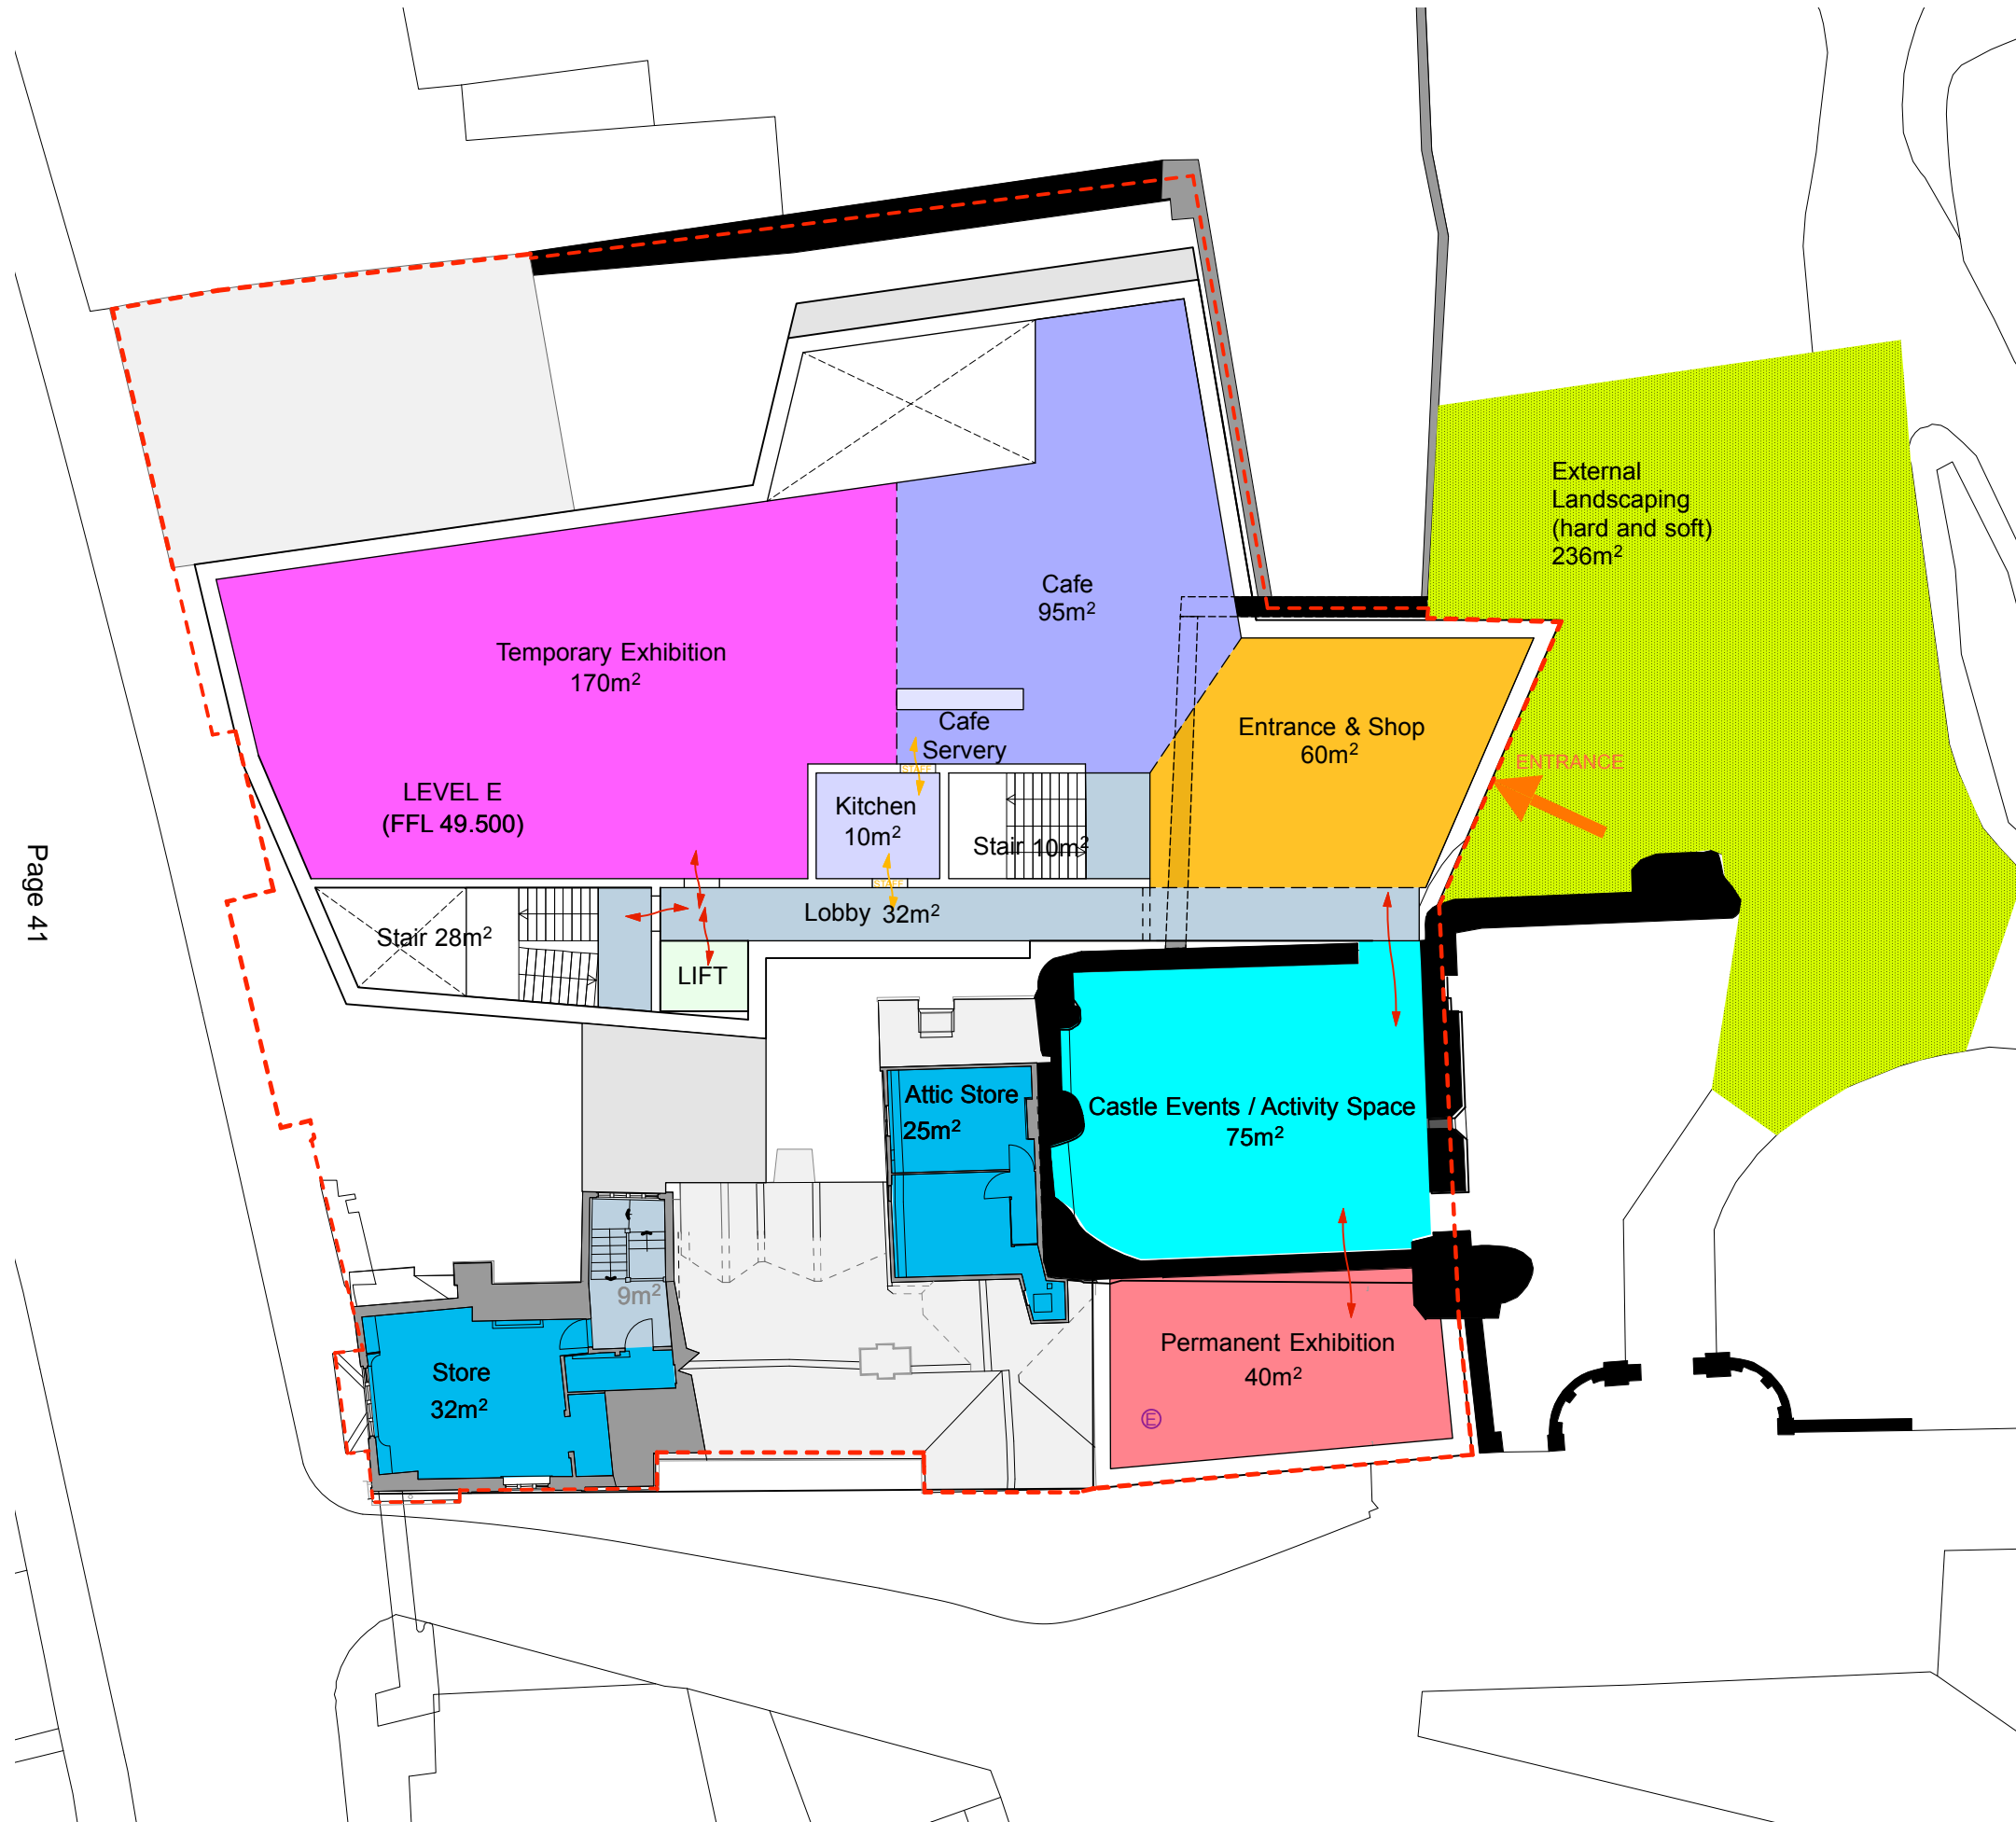 External
Landscaping
(hard and soft)
236m²
Cafe
95m²
Temporary Exhibition
170m²
Cafe
Servery
Entrance & Shop
60m²
ENTRANCE
STAFF
LEVEL E
(FFL 49.500)
Kitchen
10m²
Stair 10m²
STAFF
Lobby 32m²
Stair 28m²
LIFT
Page 41
Attic Store
25m²
Castle Events / Activity Space
75m²
9m²
Permanent Exhibition
40m²
Store
32m²
E